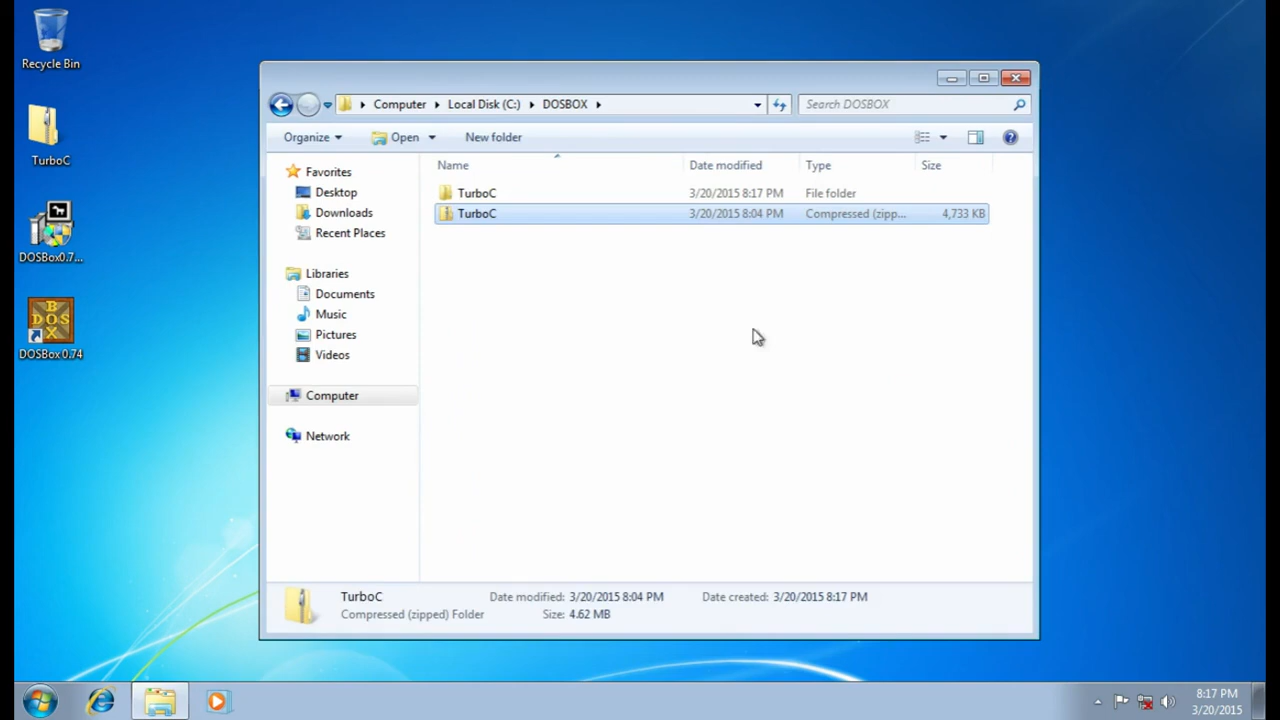 Recycle Bin
TurboC
DOSBox0.7...
DOSBox 0.74
Computer Local Disk (C:) DOSBOX
Search DOSBOX
Organize Open New folder
Name Date modified Type Size
TurboC 3/20/2015 8:17 PM File folder
TurboC 3/20/2015 8:04 PM Compressed (zipp... 4,733 KB
Favorites
Desktop
Downloads
Recent Places
Libraries
Documents
Music
Pictures
Videos
Computer
Network
TurboC Date modified: 3/20/2015 8:04 PM Date created: 3/20/2015 8:17 PM
Compressed (zipped) Folder Size: 4.62 MB
8:17 PM
3/20/2015